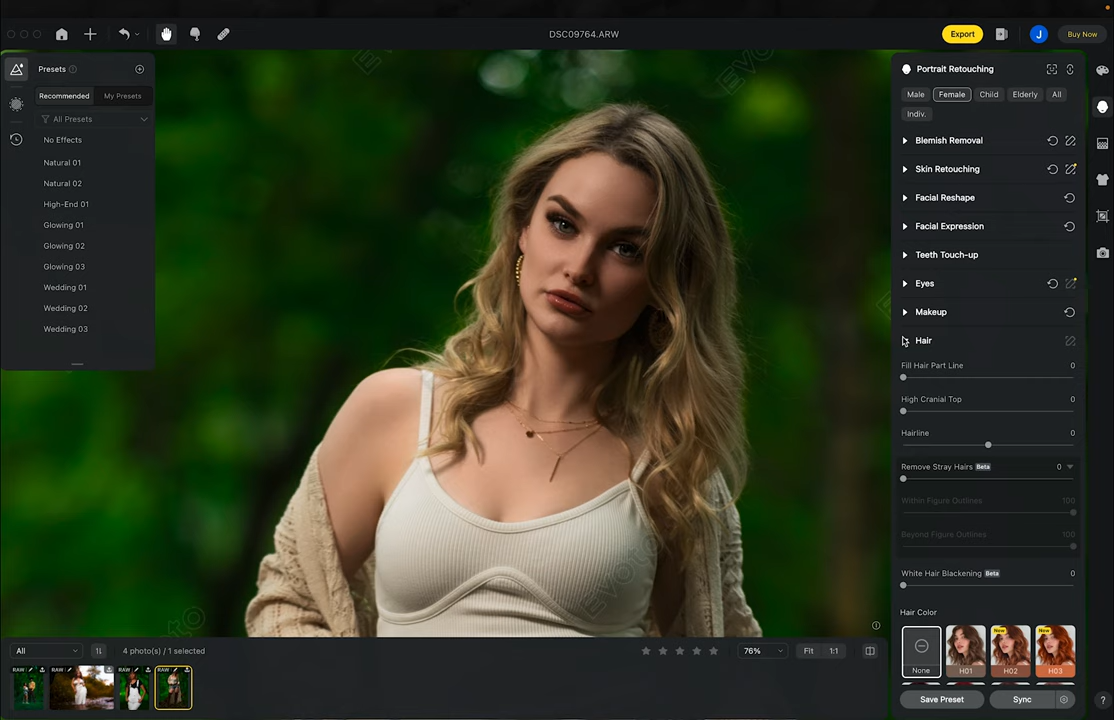 DSC09764.ARW
Export
J
Buy Now
Presets
Recommended
My Presets
All Presets
No Effects
Natural 01
Natural 02
High-End 01
Glowing 01
Glowing 02
Glowing 03
Wedding 01
Wedding 02
Wedding 03
Portrait Retouching
Male
Female
Child
Elderly
All
Indiv.
Blemish Removal
Skin Retouching
Facial Reshape
Facial Expression
Teeth Touch-up
Eyes
Makeup
Hair
Fill Hair Part Line 0
High Cranial Top 0
Hairline 0
Remove Stray Hairs Beta 0
Within Figure Outlines 100
Beyond Figure Outlines 100
White Hair Blackening Beta 0
Hair Color
New
New
None
H01
H02
H03
Save Preset
Sync
Evoto
All
4 photo(s) / 1 selected
76%
Fit
1:1
RAW
RAW
RAW
RAW
?